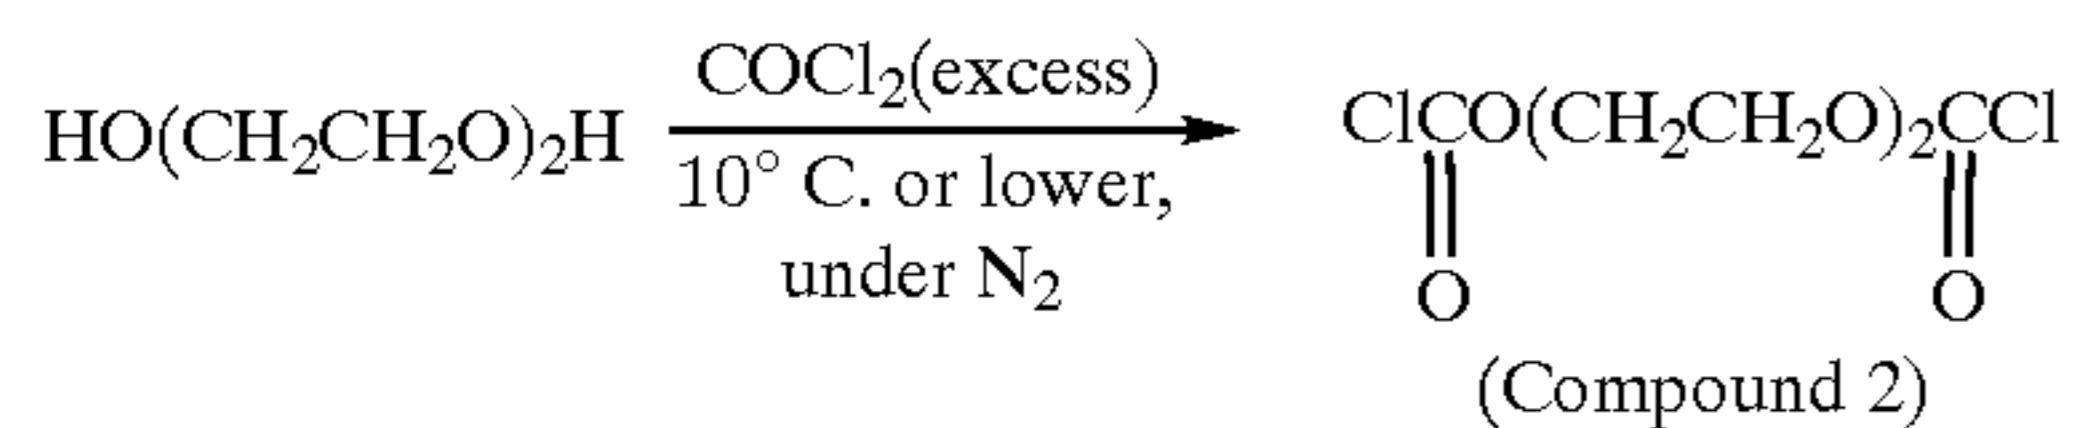 COCl₂(excess)
HO(CH₂CH₂O)₂H
ClCO(CH₂CH₂O)₂CCl
10° C. or lower,
under N₂
O O
(Compound 2)